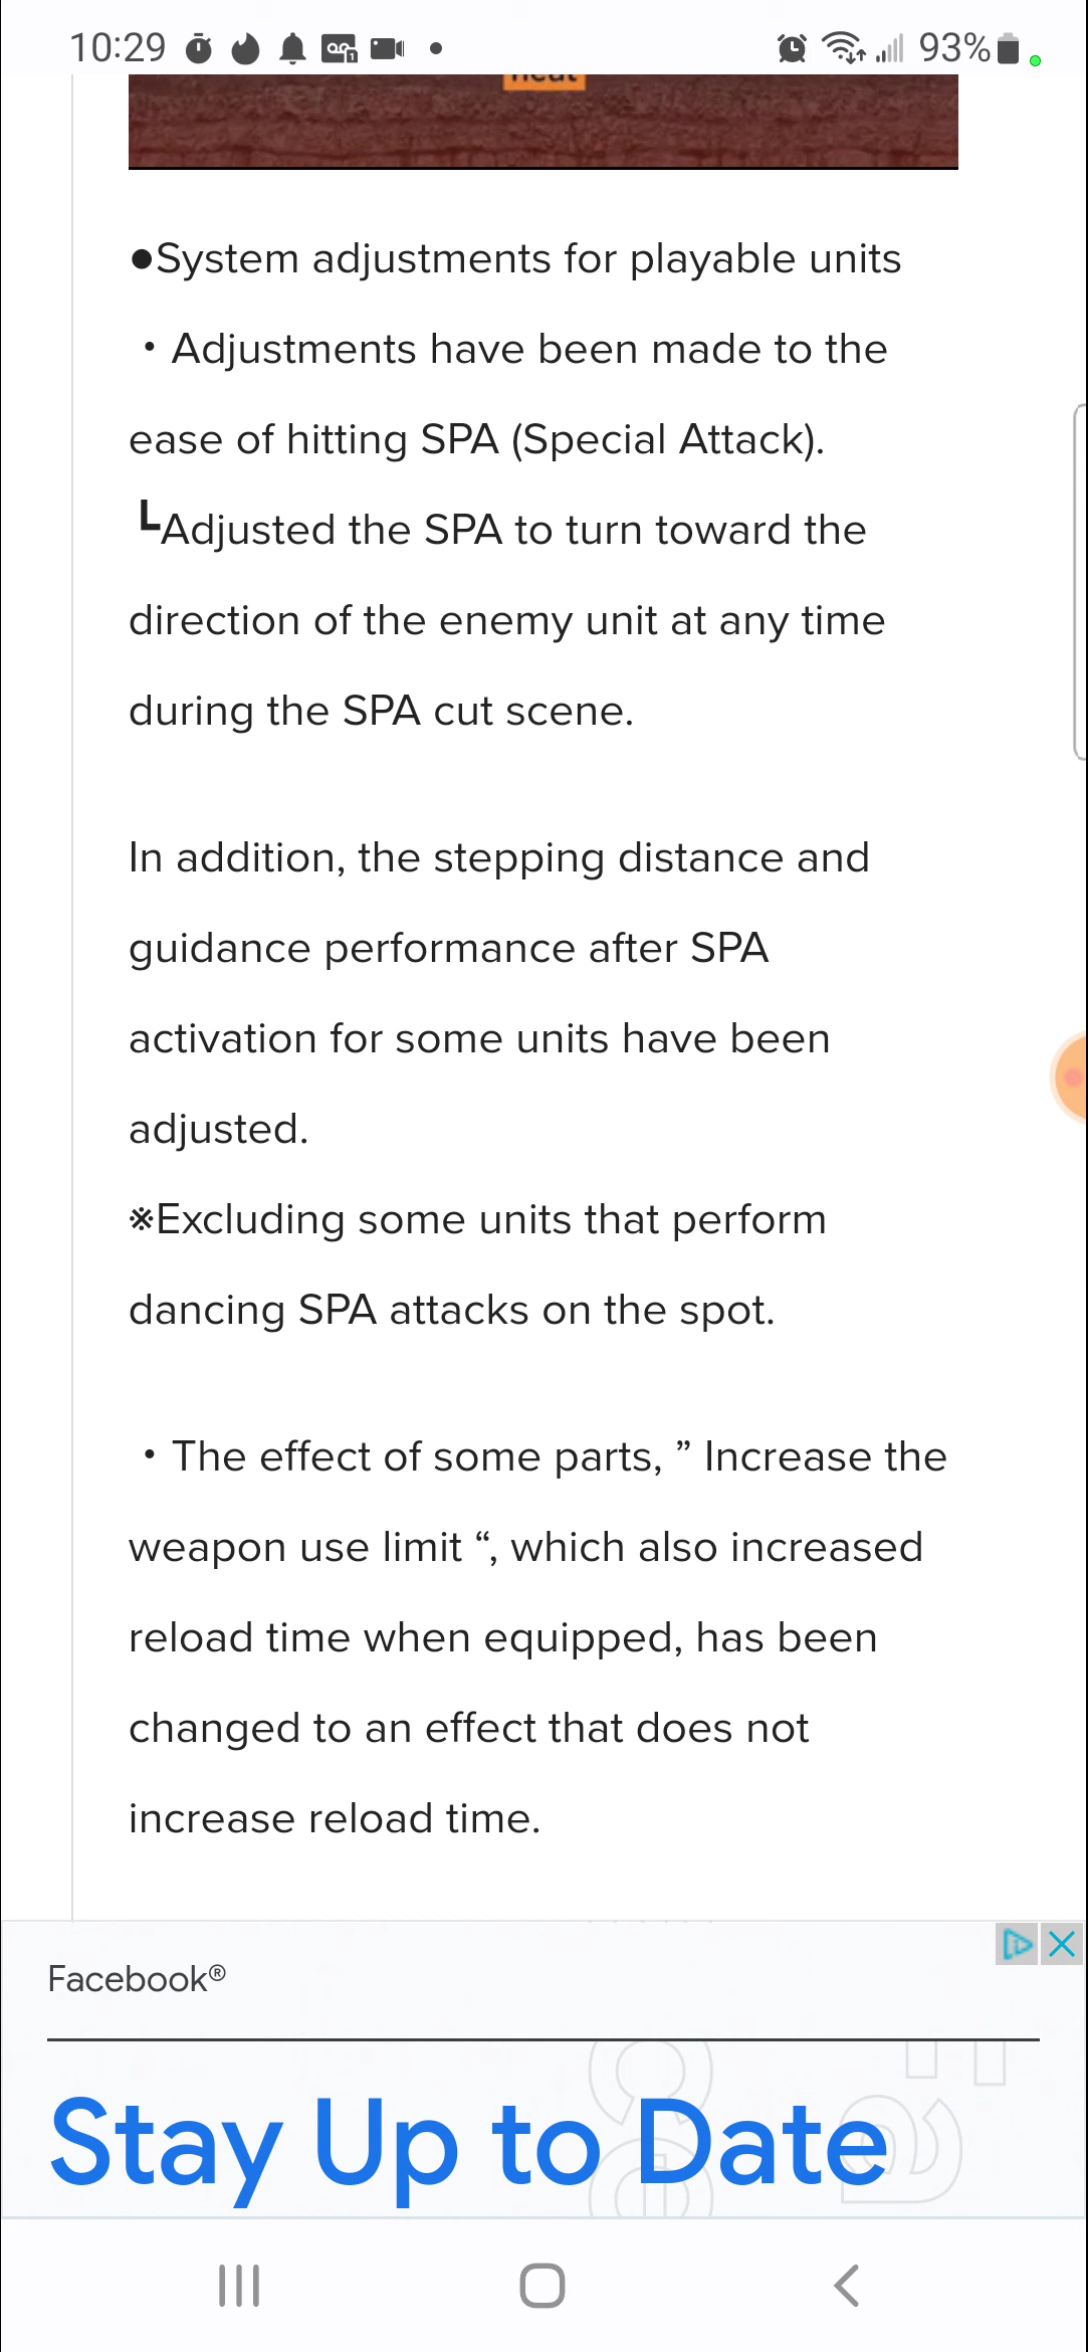 10:29
93%
heat
●System adjustments for playable units
・Adjustments have been made to the
ease of hitting SPA (Special Attack).
┗Adjusted the SPA to turn toward the
direction of the enemy unit at any time
during the SPA cut scene.
In addition, the stepping distance and
guidance performance after SPA
activation for some units have been
adjusted.
※Excluding some units that perform
dancing SPA attacks on the spot.
・The effect of some parts, ” Increase the
weapon use limit “, which also increased
reload time when equipped, has been
changed to an effect that does not
increase reload time.
Facebook®
Stay Up to Date